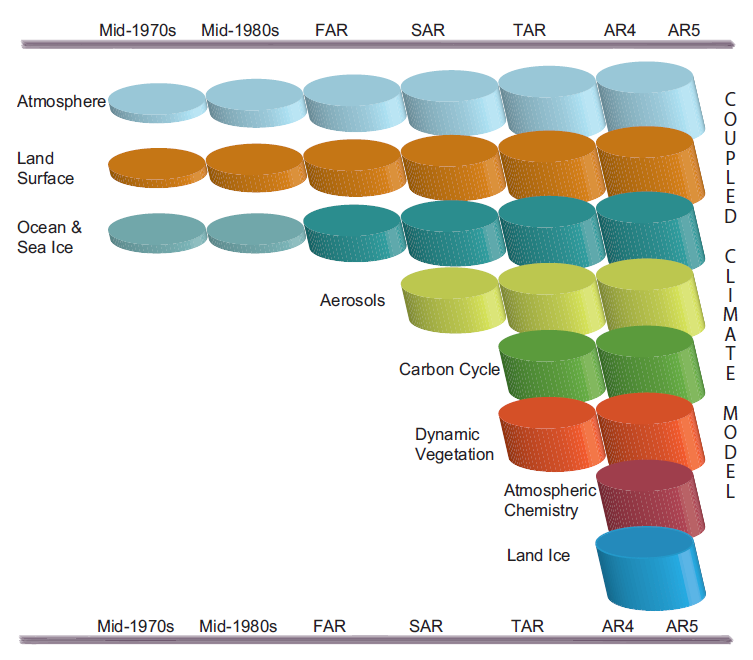 Mid-1970s Mid-1980s FAR SAR TAR AR4 AR5
Atmosphere
Land
Surface
Ocean &
Sea Ice
Aerosols
Carbon Cycle
Dynamic
Vegetation
Atmospheric
Chemistry
Land Ice
COUPLED CLIMATE MODEL
Mid-1970s Mid-1980s FAR SAR TAR AR4 AR5